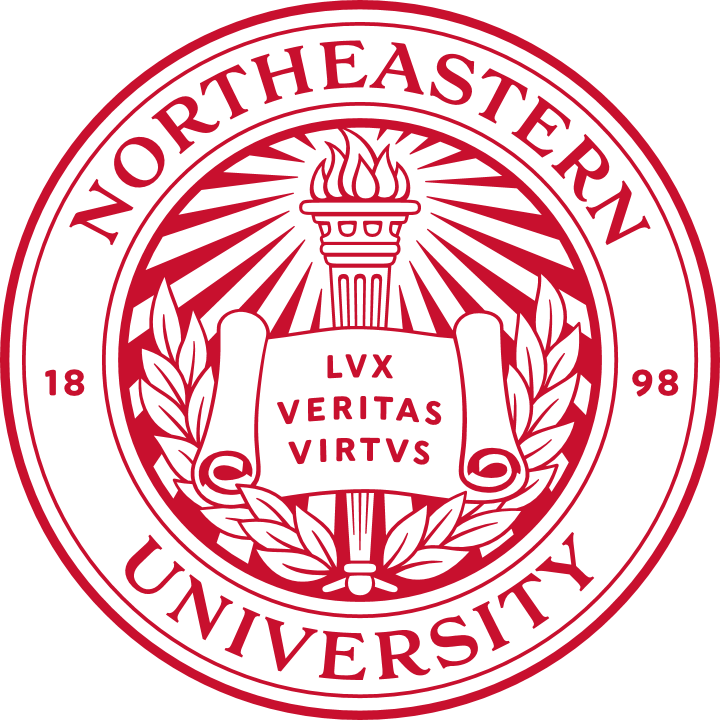 NORTHEASTERN
18
98
LVX
VERITAS
VIRTVS
UNIVERSITY